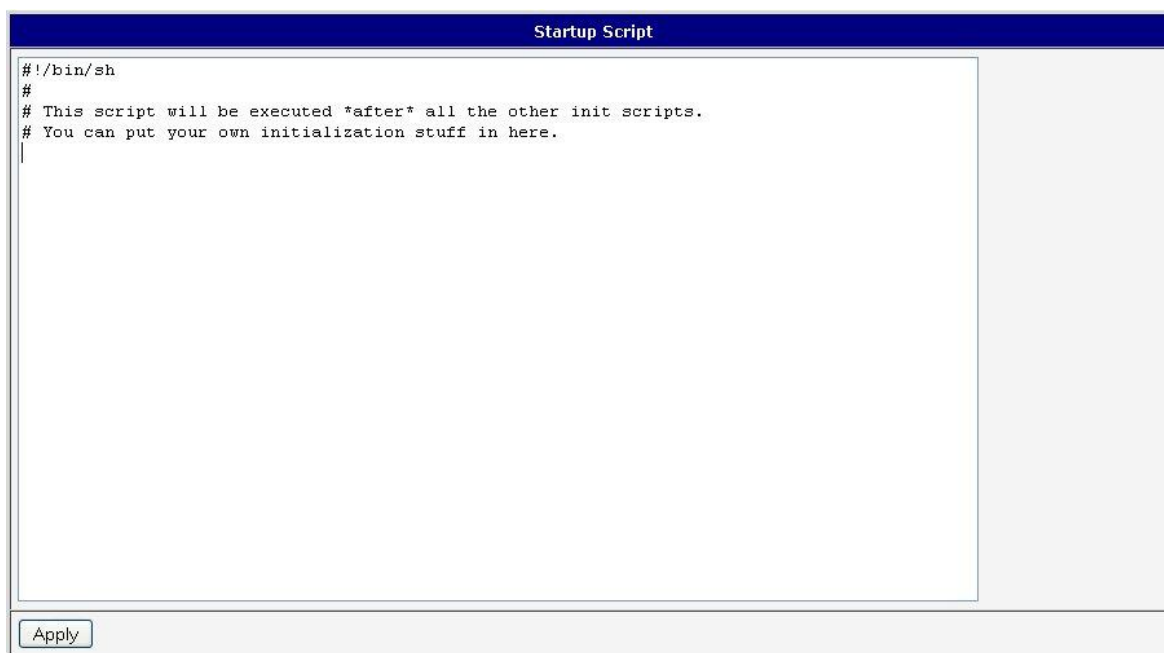 Startup Script
#!/bin/sh
#
# This script will be executed *after* all the other init scripts.
# You can put your own initialization stuff in here.
Apply